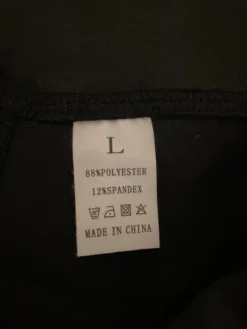 L
88%POLYESTER
12%SPANDEX
MADE IN CHINA